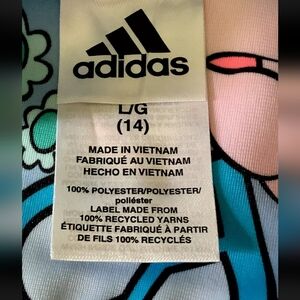 adidas
L/G
(14)
MADE IN VIETNAM
FABRIQUÉ AU VIETNAM
HECHO EN VIETNAM
100% POLYESTER/POLYESTER/
poliéster
LABEL MADE FROM
100% RECYCLED YARNS
ÉTIQUETTE FABRIQUÉ À PARTIR
DE FILS 100% RECYCLÉS